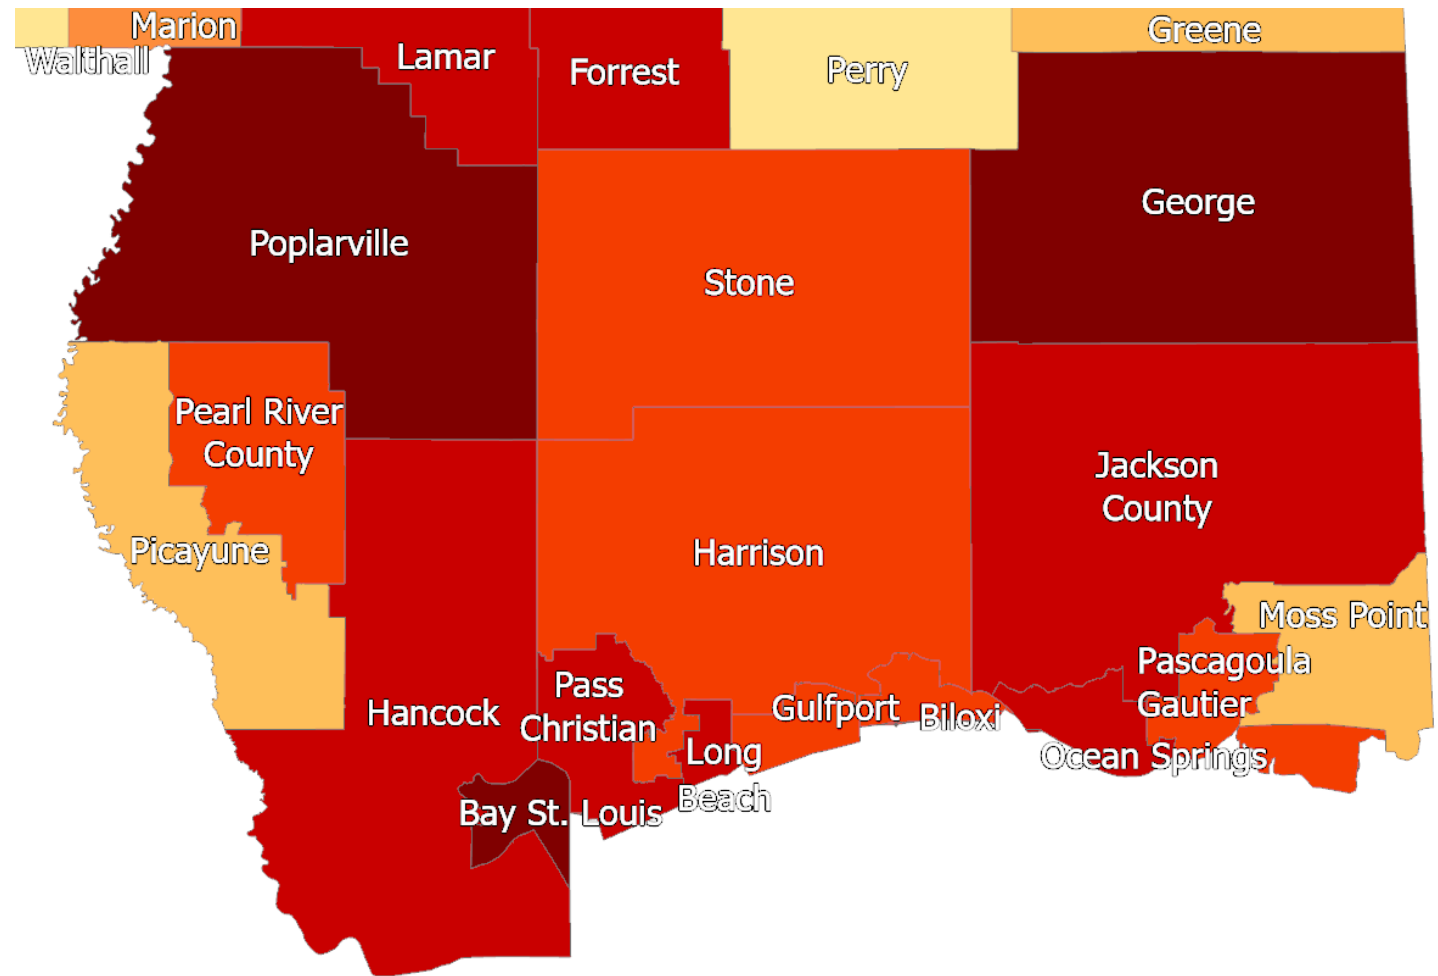 Marion
Greene
Walthall
Lamar
Forrest
Perry
George
Poplarville
Stone
Pearl River
County
Jackson
County
Picayune
Harrison
Moss Point
Pass
Christian
Pascagoula
Gautier
Hancock
Gulfport
Biloxi
Long
Beach
Ocean Springs
Bay St. Louis